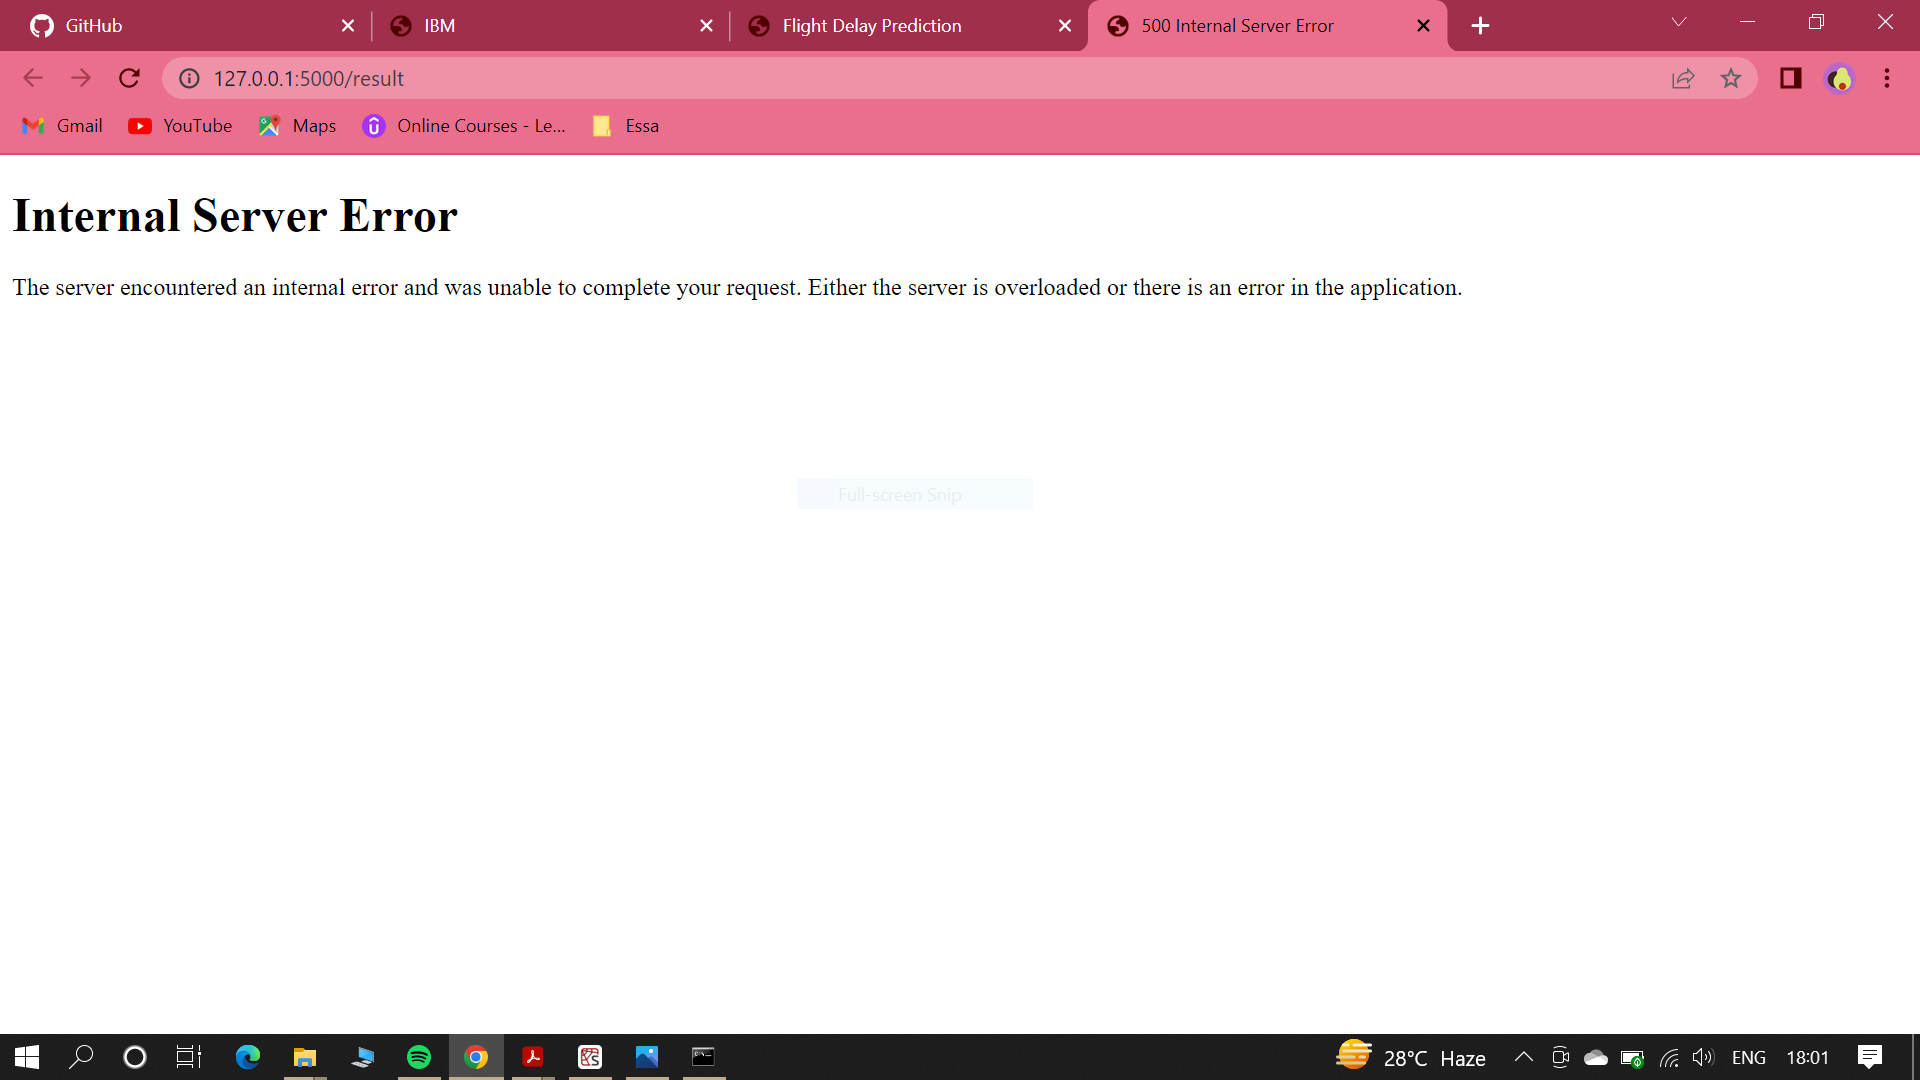 GitHub
IBM
Flight Delay Prediction
500 Internal Server Error
127.0.0.1:5000/result
Gmail
YouTube
Maps
Online Courses - Le...
Essa
Internal Server Error
The server encountered an internal error and was unable to complete your request. Either the server is overloaded or there is an error in the application.
Full-screen Snip
28°C Haze
ENG
18:01